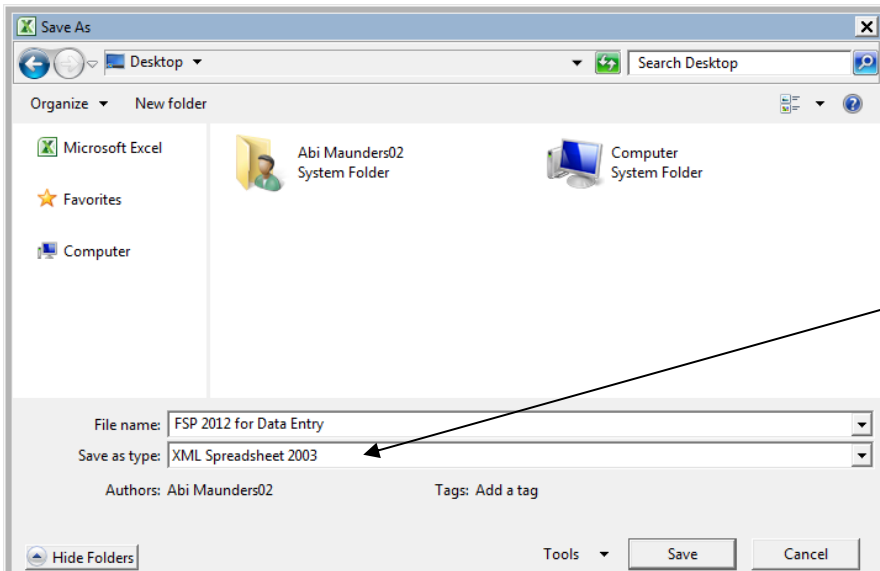 Save As
Desktop
Search Desktop
Organize New folder
Microsoft Excel
Favorites
Computer
Abi Maunders02
System Folder
Computer
System Folder
File name: FSP 2012 for Data Entry
Save as type: XML Spreadsheet 2003
Authors: Abi Maunders02 Tags: Add a tag
Hide Folders Tools Save Cancel